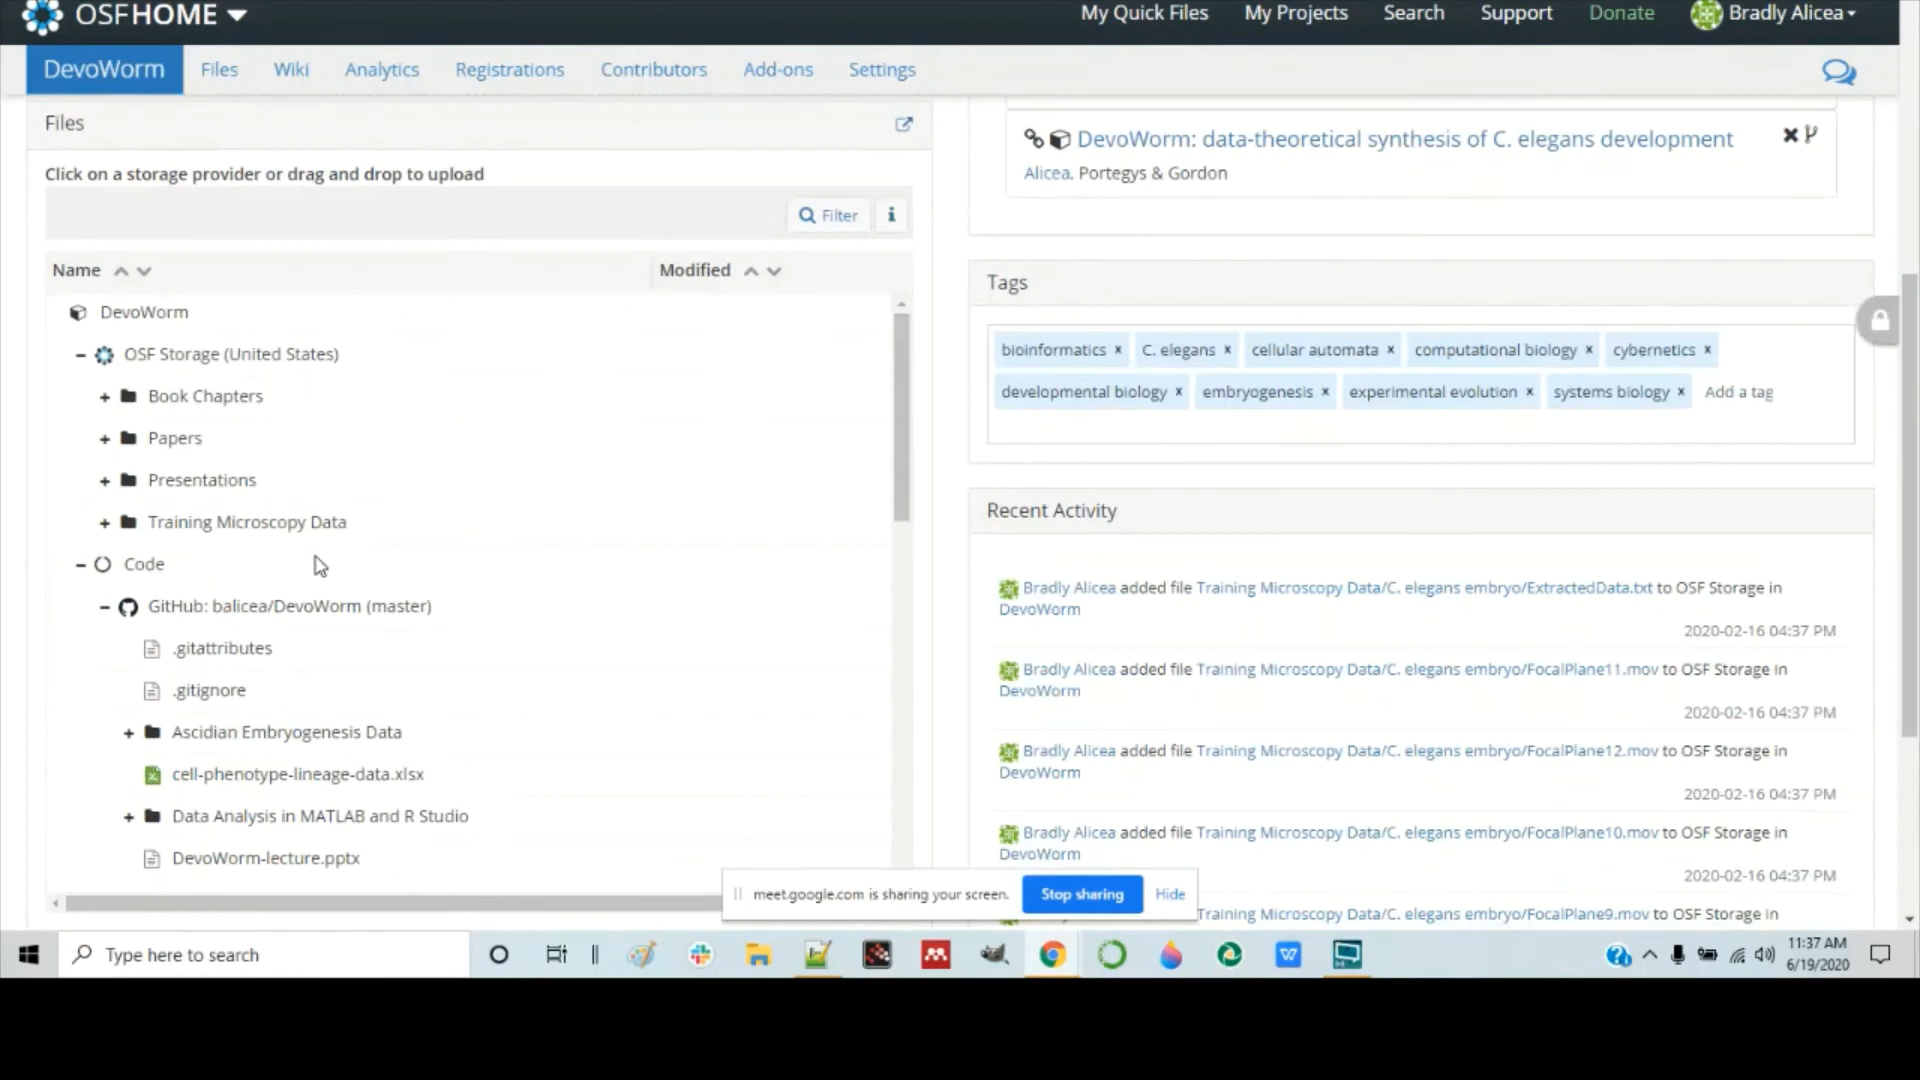 OSFHOME
My Quick Files My Projects Search Support Donate Bradly Alicea
DevoWorm Files Wiki Analytics Registrations Contributors Add-ons Settings
Files
Click on a storage provider or drag and drop to upload
Filter
Name Modified
DevoWorm
OSF Storage (United States)
Book Chapters
Papers
Presentations
Training Microscopy Data
Code
GitHub: balicea/DevoWorm (master)
.gitattributes
.gitignore
Ascidian Embryogenesis Data
cell-phenotype-lineage-data.xlsx
Data Analysis in MATLAB and R Studio
DevoWorm-lecture.pptx
DevoWorm: data-theoretical synthesis of C. elegans development
Alicea, Portegys & Gordon
Tags
bioinformatics x C. elegans x cellular automata x computational biology x cybernetics x
developmental biology x embryogenesis x experimental evolution x systems biology x Add a tag
Recent Activity
Bradly Alicea added file Training Microscopy Data/C. elegans embryo/ExtractedData.txt to OSF Storage in
DevoWorm
2020-02-16 04:37 PM
Bradly Alicea added file Training Microscopy Data/C. elegans embryo/FocalPlane11.mov to OSF Storage in
DevoWorm
2020-02-16 04:37 PM
Bradly Alicea added file Training Microscopy Data/C. elegans embryo/FocalPlane12.mov to OSF Storage in
DevoWorm
2020-02-16 04:37 PM
Bradly Alicea added file Training Microscopy Data/C. elegans embryo/FocalPlane10.mov to OSF Storage in
DevoWorm
2020-02-16 04:37 PM
Training Microscopy Data/C. elegans embryo/FocalPlane9.mov to OSF Storage in
meet.google.com is sharing your screen. Stop sharing Hide
Type here to search
11:37 AM
6/19/2020